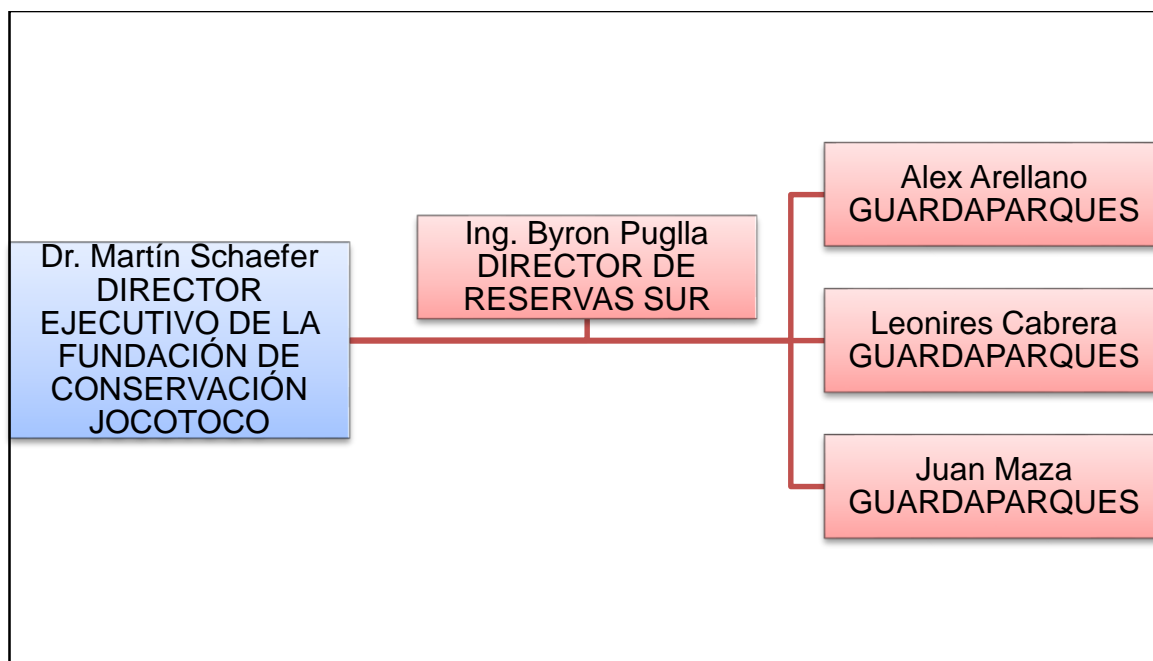 Dr. Martín Schaefer
DIRECTOR
EJECUTIVO DE LA
FUNDACIÓN DE
CONSERVACIÓN
JOCOTOCO
Ing. Byron Puglla
DIRECTOR DE
RESERVAS SUR
Alex Arellano
GUARDAPARQUES
Leonires Cabrera
GUARDAPARQUES
Juan Maza
GUARDAPARQUES